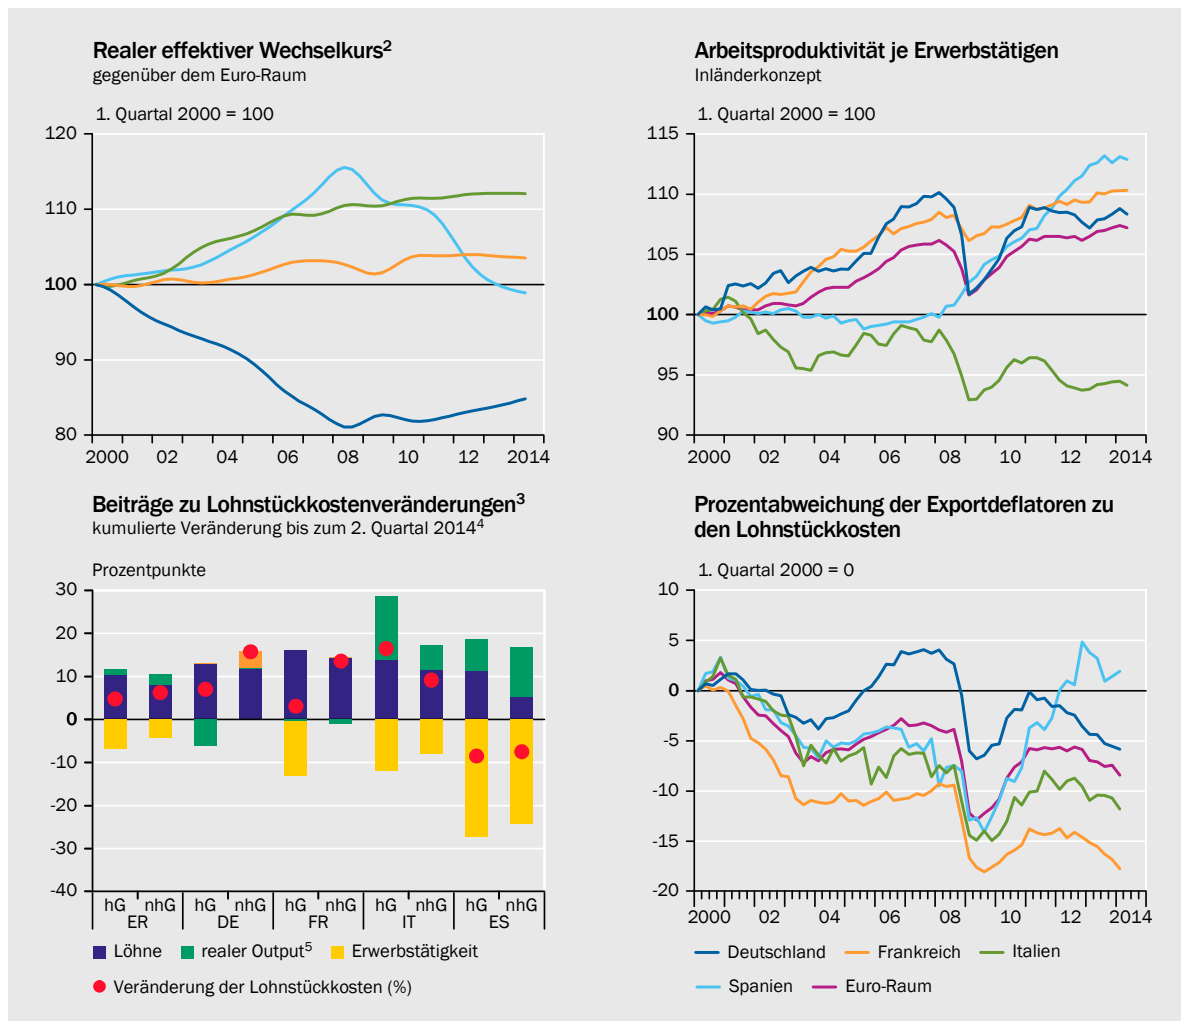 Realer effektiver Wechselkurs²
gegenüber dem Euro-Raum
1. Quartal 2000 = 100
120
110
100
90
80
2000 02 04 06 08 10 12 2014
Arbeitsproduktivität je Erwerbstätigen
Inländerkonzept
1. Quartal 2000 = 100
115
110
105
100
95
90
2000 02 04 06 08 10 12 2014
Beiträge zu Lohnstückkostenveränderungen³
kumulierte Veränderung bis zum 2. Quartal 2014⁴
Prozentpunkte
30
20
10
0
-10
-20
-30
-40
hG nhG hG nhG hG nhG hG nhG hG nhG
ER DE FR IT ES
Löhne realer Output⁵ Erwerbstätigkeit
Veränderung der Lohnstückkosten (%)
Prozentabweichung der Exportdeflatoren zu
den Lohnstückkosten
1. Quartal 2000 = 0
10
5
0
-5
-10
-15
-20
2000 02 04 06 08 10 12 2014
Deutschland Frankreich Italien
Spanien Euro-Raum